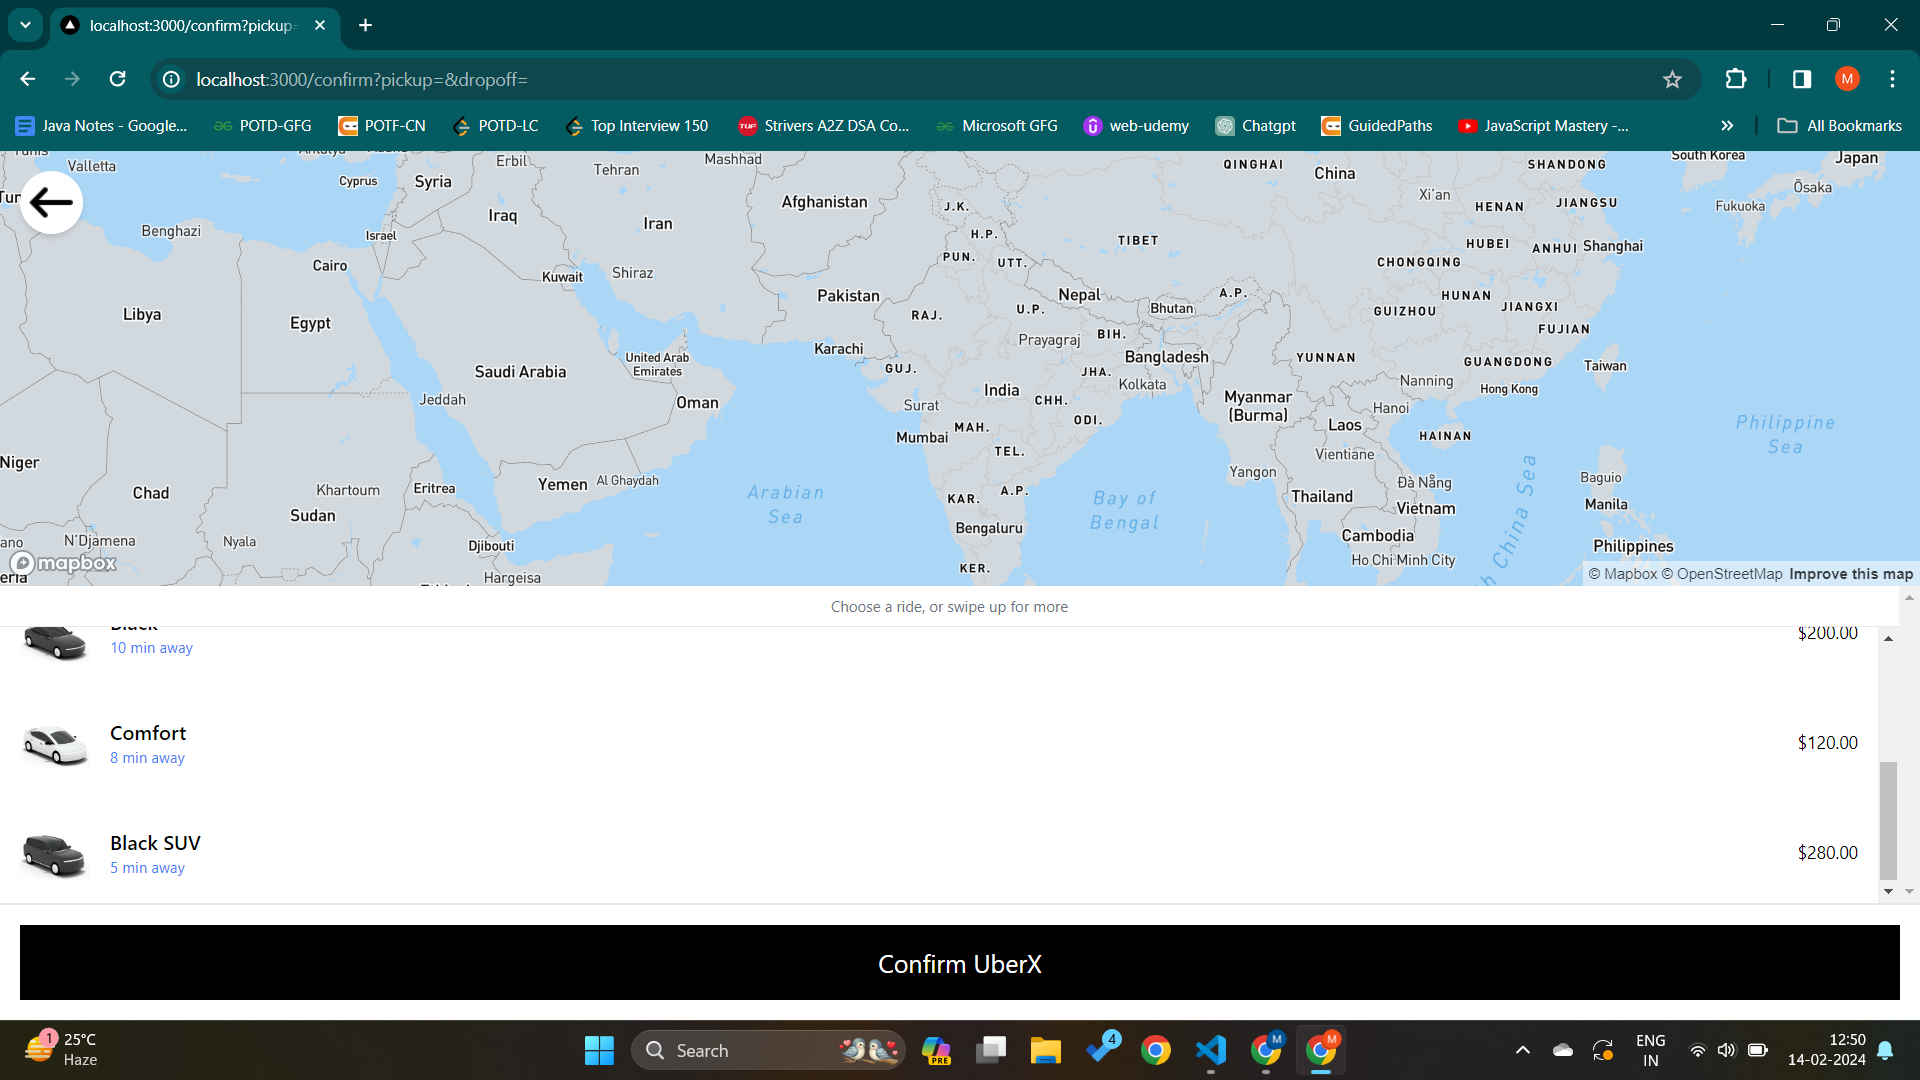 localhost:3000/confirm?pickup=
localhost:3000/confirm?pickup=&dropoff=
M
Java Notes - Google...
POTD-GFG
POTF-CN
POTD-LC
Top Interview 150
Strivers A2Z DSA Co...
Microsoft GFG
web-udemy
Chatgpt
GuidedPaths
JavaScript Mastery -...
All Bookmarks
Tunis
Valletta
Antalya
Erbil
Tehran
Mashhad
QINGHAI
China
SHANDONG
South Korea
Japan
Cyprus
Syria
Afghanistan
J.K.
Xi'an
HENAN
JIANGSU
Fukuoka
Ōsaka
Tun
Benghazi
Israel
Iraq
Iran
H.P.
PUN.
UTT.
TIBET
HUBEI
ANHUI
Shanghai
CHONGQING
Cairo
Kuwait
Shiraz
Pakistan
Nepal
A.P.
HUNAN
JIANGXI
Libya
Egypt
RAJ.
U.P.
Bhutan
GUIZHOU
FUJIAN
Prayagraj
BIH.
Karachi
Bangladesh
YUNNAN
GUANGDONG
Taiwan
United Arab
Emirates
Saudi Arabia
GUJ.
JHA.
Kolkata
Nanning
Hong Kong
Jeddah
Oman
Surat
India
CHH.
Myanmar
(Burma)
Hanoi
Laos
ODI.
Mumbai
MAH.
HAINAN
Philippine
Sea
Niger
TEL.
Vientiane
Yangon
Chad
Khartoum
Eritrea
Yemen
Al Ghaydah
Arabian
Sea
KAR.
A.P.
Bay of
Bengal
Thailand
Đà Nẵng
Vietnam
Baguio
Manila
Sudan
Bengaluru
Cambodia
h China Sea
ano
N'Djamena
Nyala
Djibouti
Ho Chi Minh City
Philippines
mapbox
eria
Hargeisa
KER.
© Mapbox © OpenStreetMap Improve this map
Choose a ride, or swipe up for more
Black
$200.00
10 min away
Comfort
$120.00
8 min away
Black SUV
$280.00
5 min away
Confirm UberX
1
25°C
Haze
Search
PRE
4
M
M
ENG
IN
12:50
14-02-2024